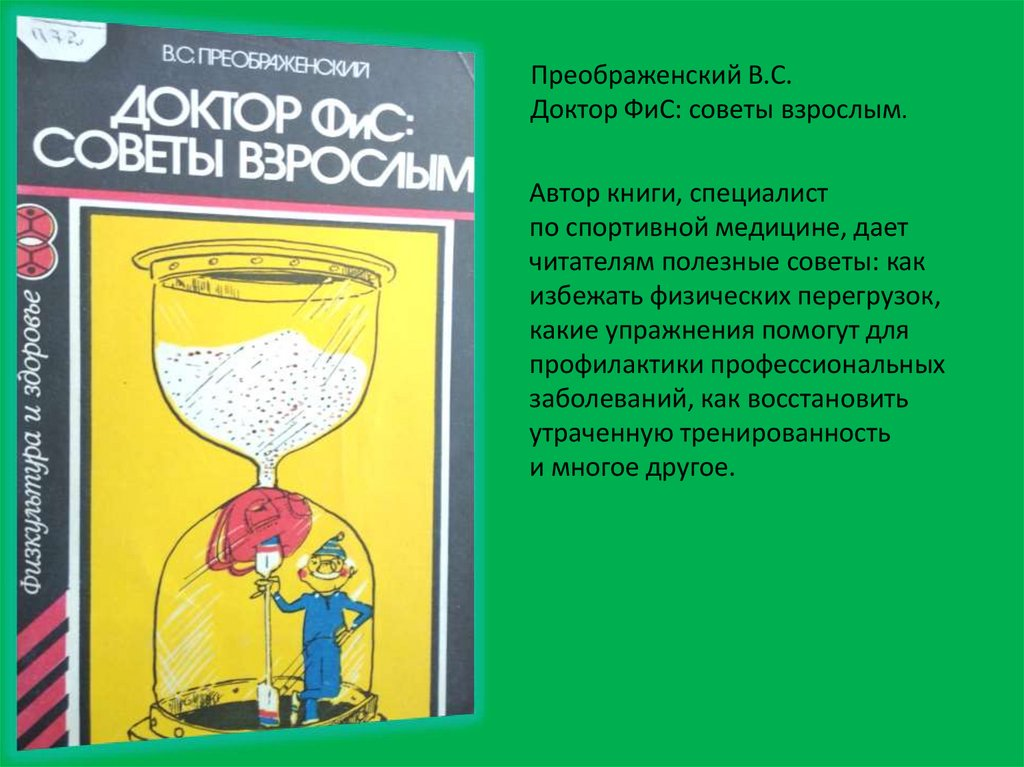 П72
В.С. ПРЕОБРАЖЕНСКИЙ
ДОКТОР ФиС:
СОВЕТЫ ВЗРОСЛЫМ
Физкультура и здоровье
Преображенский В.С.
Доктор ФиС: советы взрослым.
Автор книги, специалист
по спортивной медицине, дает
читателям полезные советы: как
избежать физических перегрузок,
какие упражнения помогут для
профилактики профессиональных
заболеваний, как восстановить
утраченную тренированность
и многое другое.